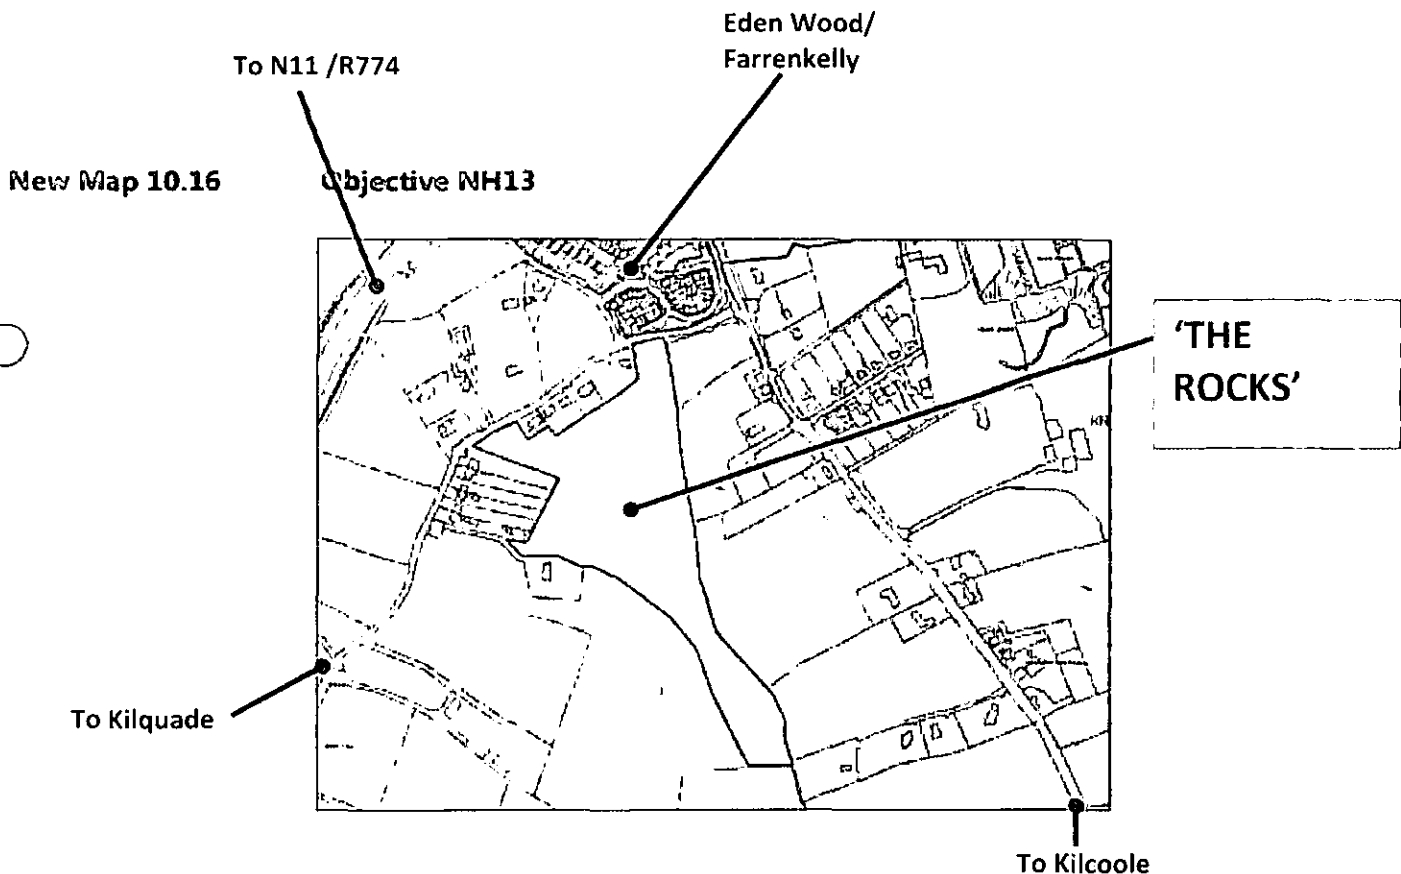 Eden Wood/
Farrenkelly
To N11 /R774
New Map 10.16 Objective NH13
'THE
ROCKS'
To Kilquade
To Kilcoole